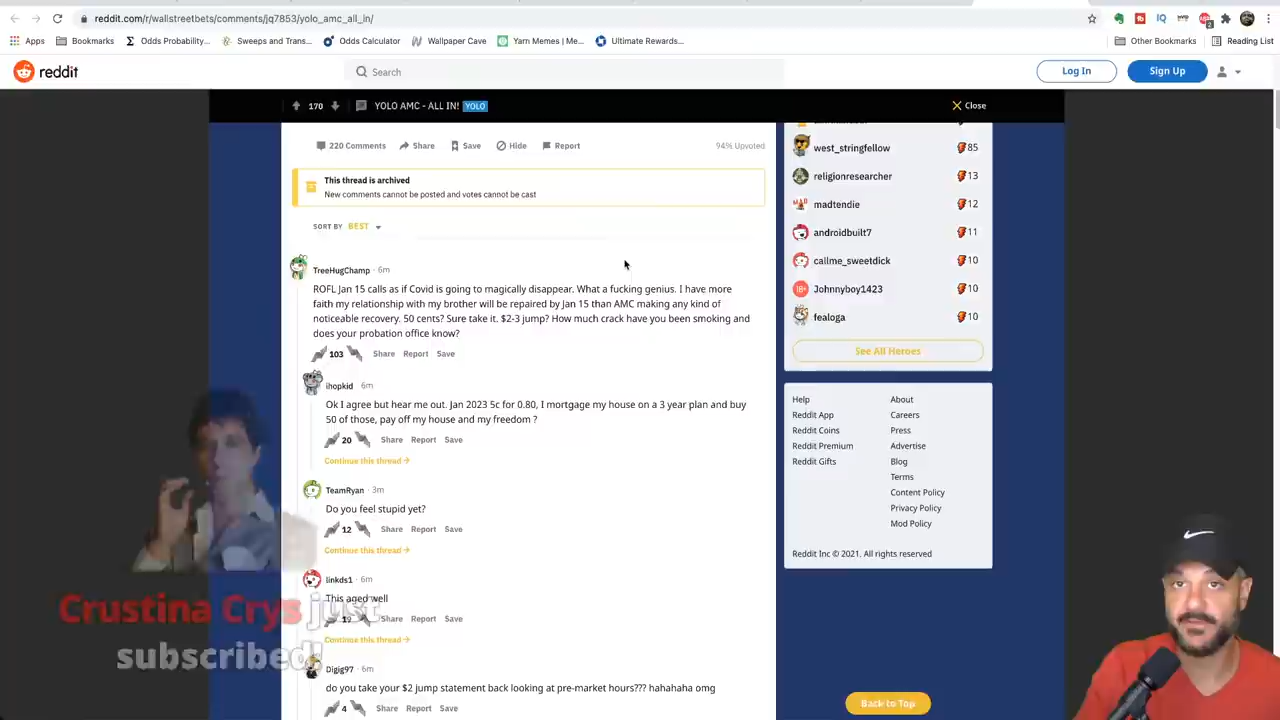 reddit.com/r/wallstreetbets/comments/jq7853/yolo_amc_all_in/
Apps
Bookmarks
Odds Probability...
Sweeps and Trans...
Odds Calculator
Wallpaper Cave
Yarn Memes | Me...
Ultimate Rewards...
Other Bookmarks
Reading List
reddit
Search
Log In
Sign Up
170
YOLO AMC - ALL IN!
YOLO
Close
220 Comments
Share
Save
Hide
Report
94% Upvoted
This thread is archived
New comments cannot be posted and votes cannot be cast
SORT BY BEST
TreeHugChamp · 6m
ROFL Jan 15 calls as if Covid is going to magically disappear. What a fucking genius. I have more
faith my relationship with my brother will be repaired by Jan 15 than AMC making any kind of
noticeable recovery. 50 cents? Sure take it. $2-3 jump? How much crack have you been smoking and
does your probation office know?
103
Share
Report
Save
ihopkid 6m
Ok I agree but hear me out. Jan 2023 5c for 0.80, I mortgage my house on a 3 year plan and buy
50 of those, pay off my house and my freedom ?
20
Share
Report
Save
Continue this thread →
TeamRyan · 3m
Do you feel stupid yet?
12
Share
Report
Save
Continue this thread →
linkds1 · 6m
This aged well
19
Share
Report
Save
Continue this thread →
Digig97 · 6m
do you take your $2 jump statement back looking at pre-market hours??? hahahaha omg
4
Share
Report
Save
west_stringfellow
85
religionresearcher
13
madtendie
12
androidbuilt7
11
callme_sweetdick
10
Johnnyboy1423
10
fealoga
10
See All Heroes
Help
About
Reddit App
Careers
Reddit Coins
Press
Reddit Premium
Advertise
Reddit Gifts
Blog
Terms
Content Policy
Privacy Policy
Mod Policy
Reddit Inc © 2021. All rights reserved
Back to Top
Crustina Crys just
subscribed!